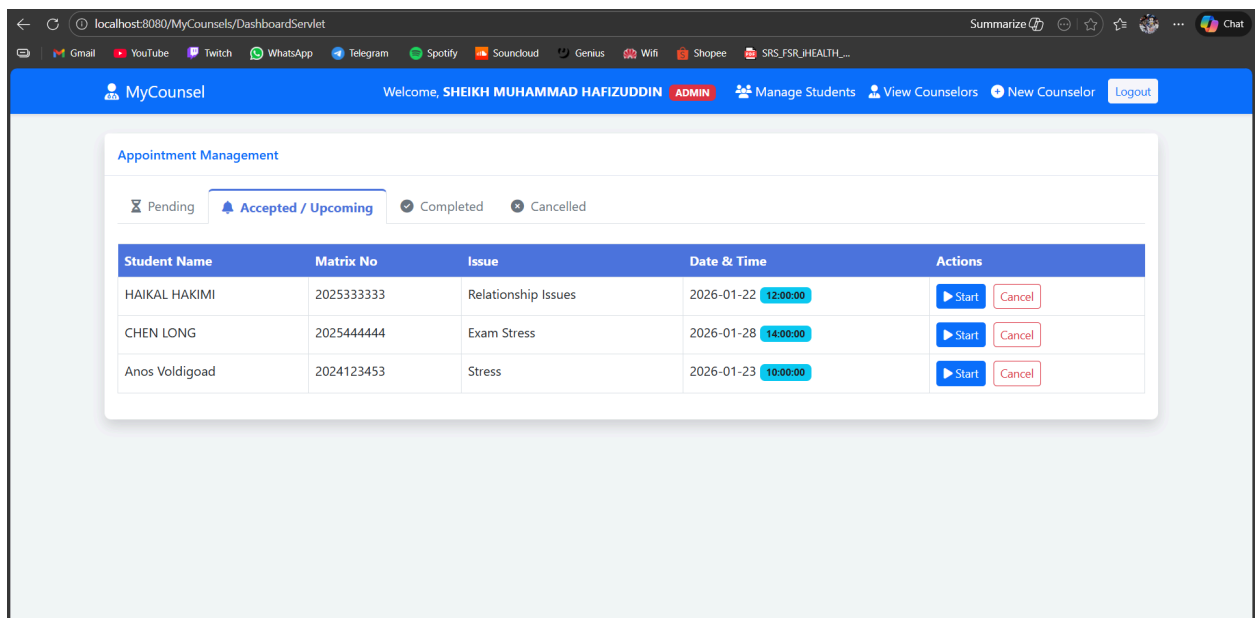 localhost:8080/MyCounsels/DashboardServlet Summarize Chat
Gmail YouTube Twitch WhatsApp Telegram Spotify Soundcloud Genius Wifi Shopee SRS_FSR_iHEALTH_...
MyCounsel Welcome, SHEIKH MUHAMMAD HAFIZUDDIN ADMIN Manage Students View Counselors New Counselor Logout
Appointment Management
Pending Accepted / Upcoming Completed Cancelled
Student Name Matrix No Issue Date & Time Actions
HAIKAL HAKIMI 2025333333 Relationship Issues 2026-01-22 12:00:00 Start Cancel
CHEN LONG 2025444444 Exam Stress 2026-01-28 14:00:00 Start Cancel
Anos Voldigoad 2024123453 Stress 2026-01-23 10:00:00 Start Cancel